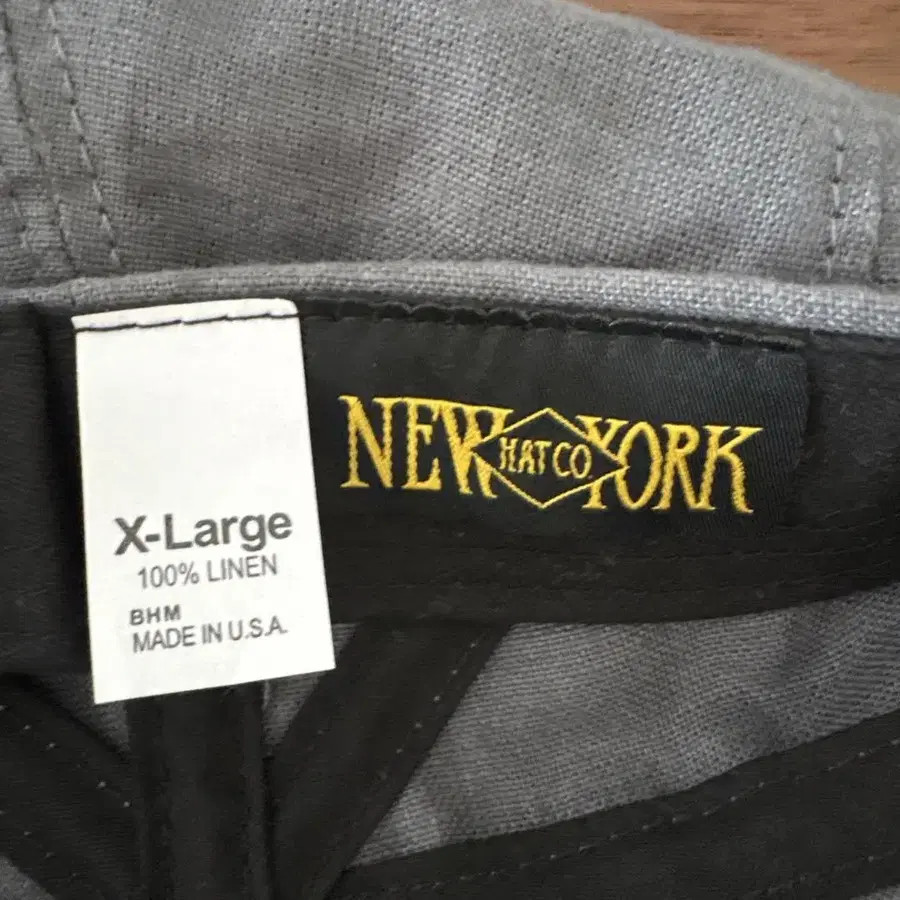 X-Large
100% LINEN
BHM
MADE IN U.S.A.
NEW HAT CO YORK